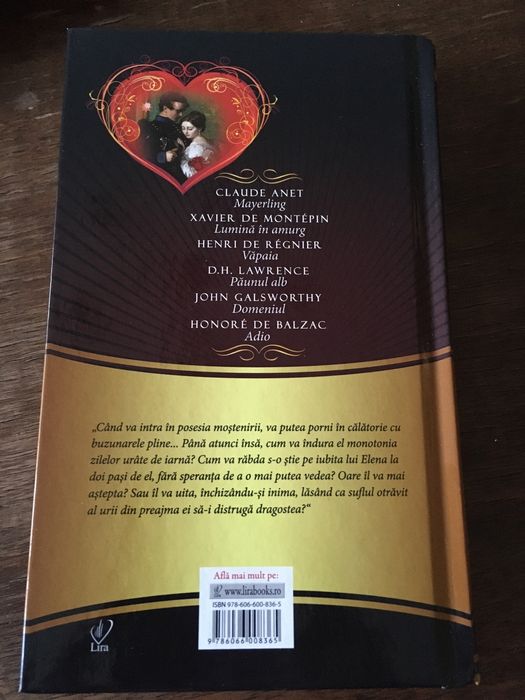 CLAUDE ANET
Mayerling
XAVIER DE MONTÉPIN
Lumină în amurg
HENRI DE RÉGNIER
Văpaia
D.H. LAWRENCE
Păunul alb
JOHN GALSWORTHY
Domeniul
HONORÉ DE BALZAC
Adio
„Când va intra în posesia moștenirii, va putea porni în călătorie cu
buzunarele pline... Până atunci însă, cum va îndura el monotonia
zilelor urâte de iarnă? Cum va răbda s-o știe pe iubita lui Elena la
doi pași de el, fără speranța de a o mai putea vedea? Oare îl va mai
aștepta? Sau îl va uita, închizându-și inima, lăsând ca suflul otrăvit
al urii din preajma ei să-i distrugă dragostea?“
Află mai mult pe:
www.lirabooks.ro
ISBN 978-606-600-836-5
9 786066 008365
Lira